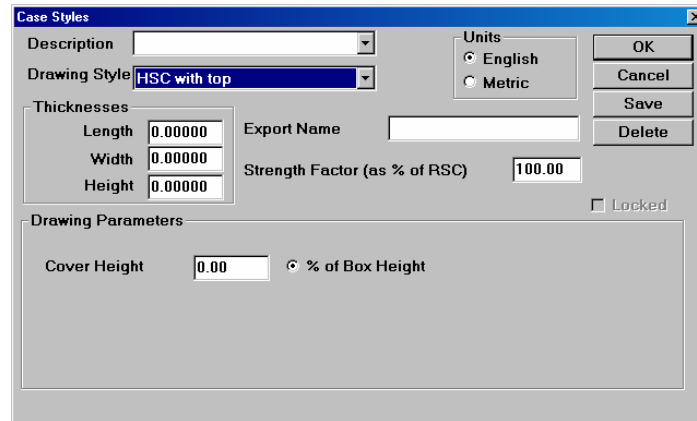 Case Styles
Description
Units
English
Metric
OK
Cancel
Save
Delete
Drawing Style HSC with top
Thicknesses
Length 0.00000
Width 0.00000
Height 0.00000
Export Name
Strength Factor (as % of RSC) 100.00
Locked
Drawing Parameters
Cover Height 0.00 % of Box Height